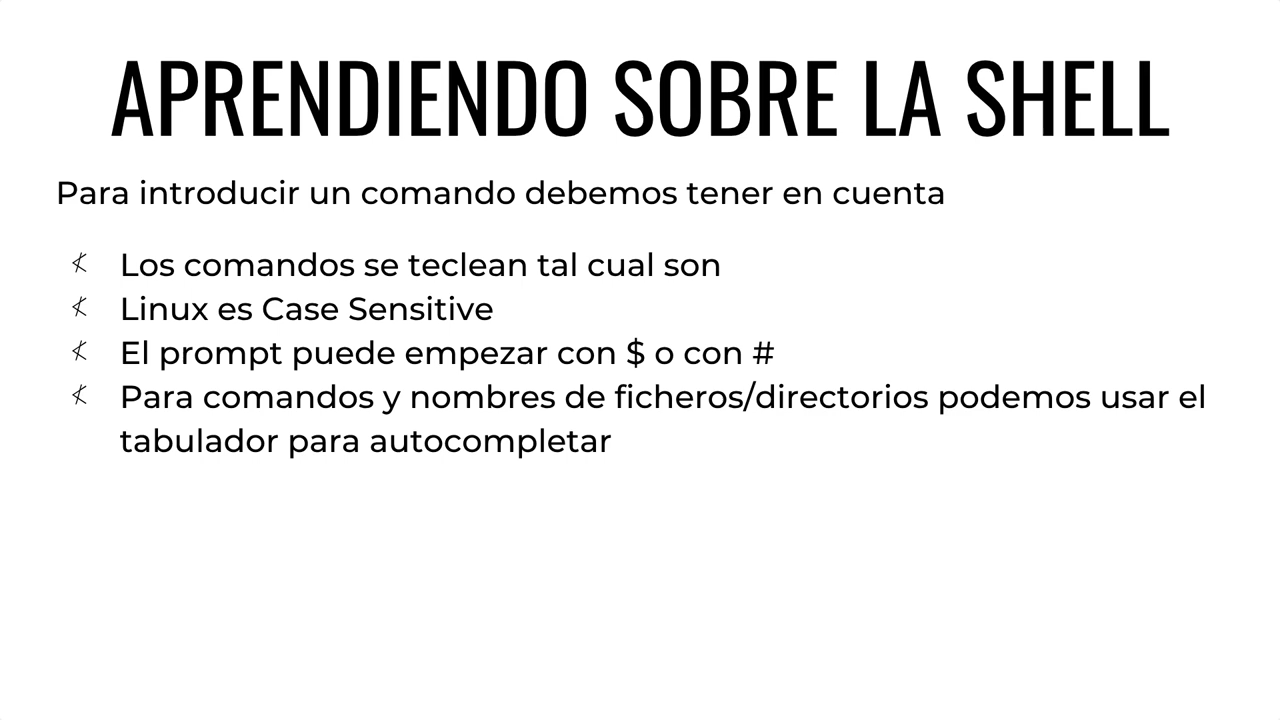 APRENDIENDO SOBRE LA SHELL
Para introducir un comando debemos tener en cuenta
Los comandos se teclean tal cual son
Linux es Case Sensitive
El prompt puede empezar con $ o con #
Para comandos y nombres de ficheros/directorios podemos usar el
tabulador para autocompletar